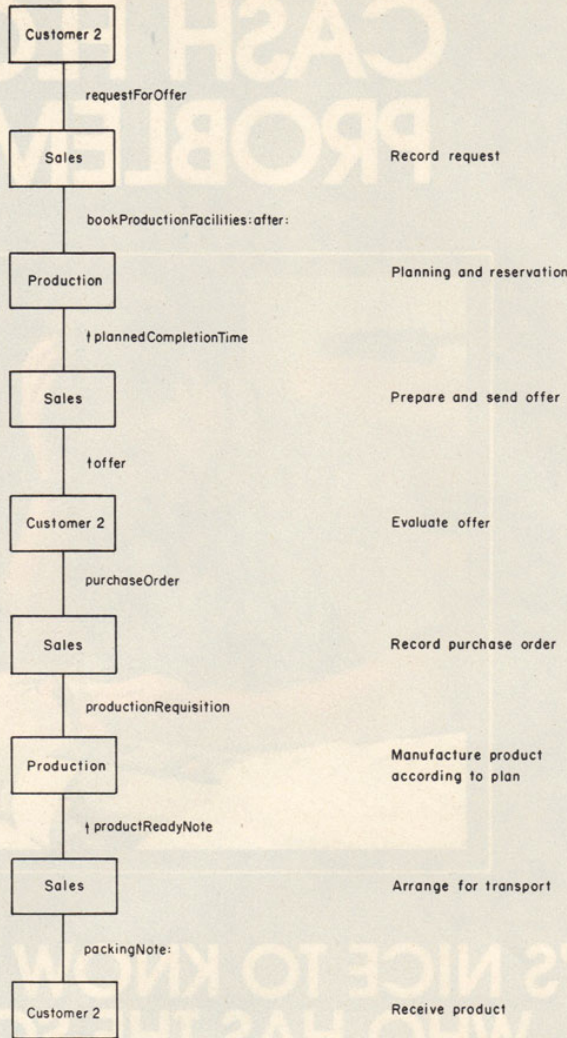 Customer 2
requestForOffer
Sales
Record request
bookProductionFacilities:after:
Production
Planning and reservation
↑plannedCompletionTime
Sales
Prepare and send offer
↑offer
Customer 2
Evaluate offer
purchaseOrder
Sales
Record purchase order
productionRequisition
Production
Manufacture product
according to plan
↑productReadyNote
Sales
Arrange for transport
packingNote:
Customer 2
Receive product